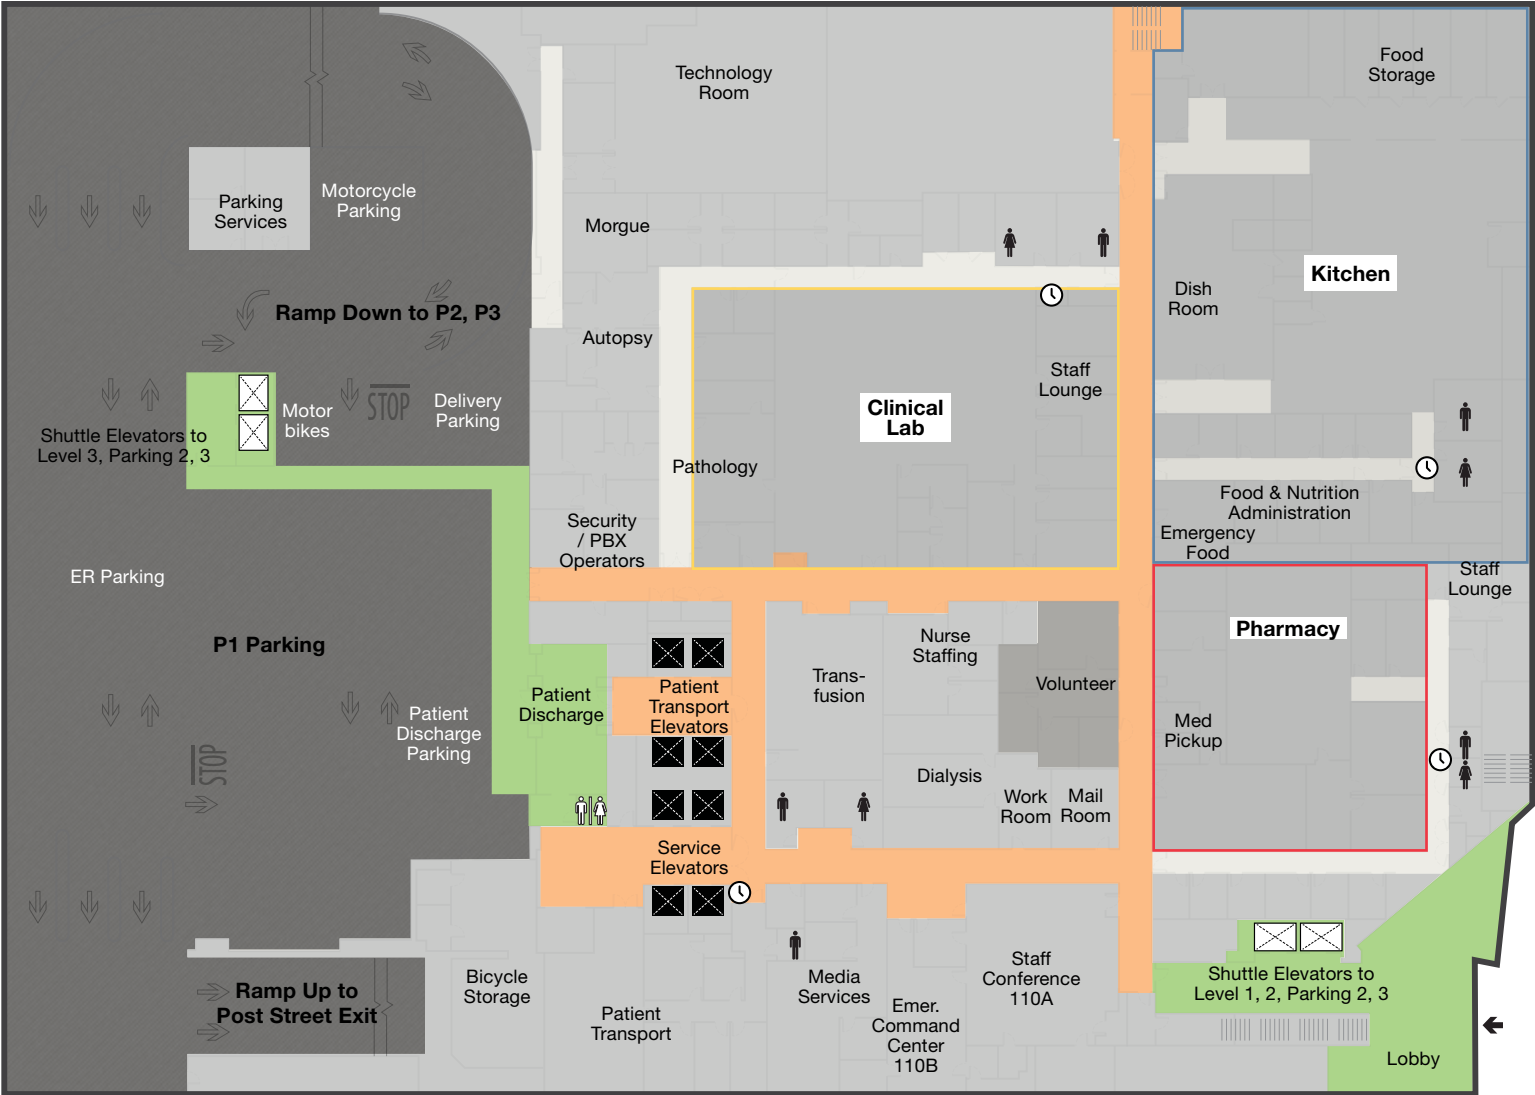 Technology
Room
Food
Storage
Parking
Services
Motorcycle
Parking
Morgue
Kitchen
Dish
Room
Ramp Down to P2, P3
Autopsy
Staff
Lounge
Clinical
Lab
STOP
Delivery
Parking
Motor
bikes
Shuttle Elevators to
Level 3, Parking 2, 3
Pathology
Food & Nutrition
Administration
Emergency
Food
Security
/ PBX
Operators
ER Parking
Staff
Lounge
Pharmacy
P1 Parking
Nurse
Staffing
Trans-
fusion
Volunteer
Patient
Discharge
Patient
Transport
Elevators
Patient
Discharge
Parking
Med
Pickup
STOP
Dialysis
Work
Room
Mail
Room
Service
Elevators
Shuttle Elevators to
Level 1, 2, Parking 2, 3
Staff
Conference
110A
Media
Services
Bicycle
Storage
Ramp Up to
Post Street Exit
Patient
Transport
Emer.
Command
Center
110B
Lobby